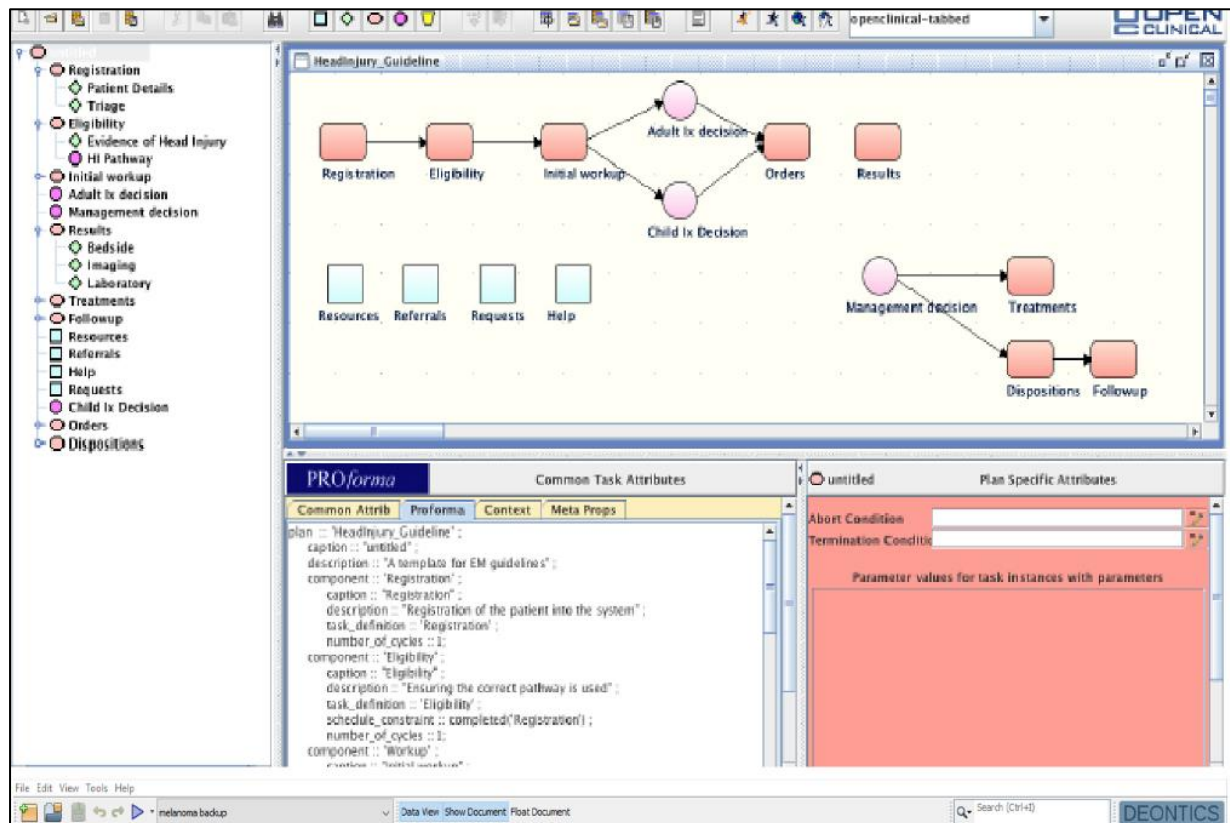 openclinical-tabbed
OPEN
CLINICAL
untitled
Registration
Patient Details
Triage
Eligibility
Evidence of Head Injury
HI Pathway
Initial workup
Adult Ix decision
Management decision
Results
Bedside
Imaging
Laboratory
Treatments
Followup
Resources
Referrals
Help
Requests
Child Ix Decision
Orders
Dispositions
HeadInjury_Guideline
Adult Ix decision
Registration Eligibility Initial workup Orders Results
Child Ix Decision
Resources Referrals Requests Help Management decision Treatments
Dispositions Followup
PROforma Common Task Attributes
Common Attrib Proforma Context Meta Props
plan :: 'HeadInjury_Guideline' ;
caption :: "untitled" ;
description :: "A template for EM guidelines" ;
component :: 'Registration' ;
caption :: "Registration" ;
description :: "Registration of the patient into the system" ;
task_definition :: 'Registration' ;
number_of_cycles :: 1;
component :: 'Eligibility' ;
caption :: "Eligibility" ;
description :: "Ensuring the correct pathway is used" ;
task_definition :: 'Eligibility' ;
schedule_constraint :: completed('Registration') ;
number_of_cycles :: 1;
component :: 'Workup' ;
caption :: "Initial workup" ;
untitled Plan Specific Attributes
Abort Condition
Termination Conditic
Parameter values for task instances with parameters
File Edit View Tools Help
melanoma backup Data View Show Document Float Document Search (Ctrl+I) DEONTICS